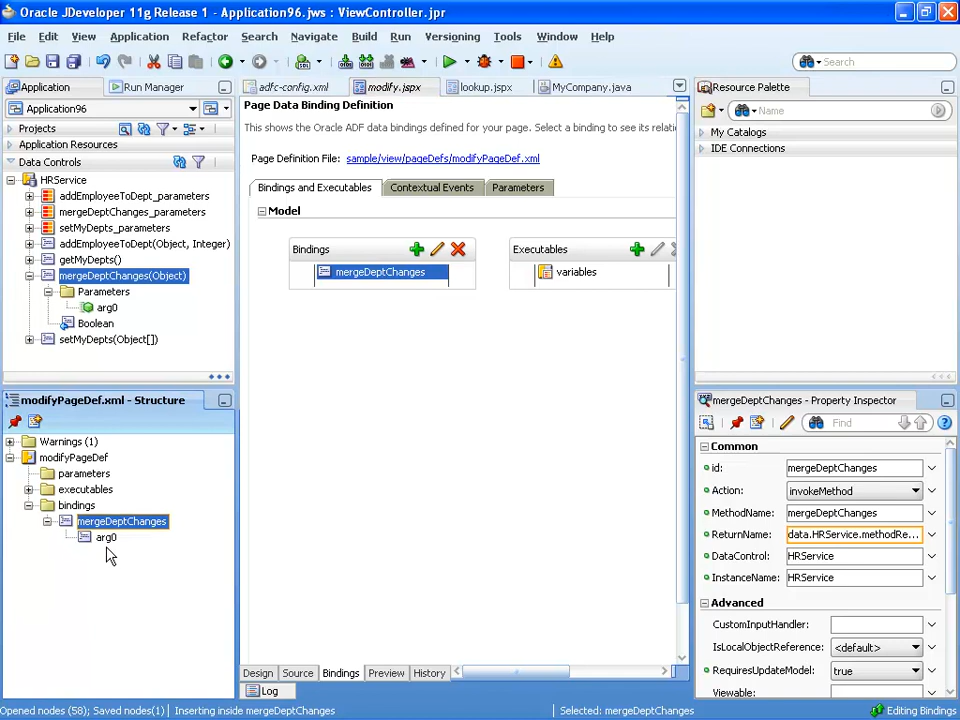 Oracle JDeveloper 11g Release 1 - Application96.jws : ViewController.jpr
File Edit View Application Refactor Search Navigate Build Run Versioning Tools Window Help
Search
Application Run Manager
adfc-config.xml modify.jspx lookup.jspx MyCompany.java
Resource Palette
Application96
Name
Projects
My Catalogs
Application Resources
IDE Connections
Data Controls
HRService
addEmployeeToDept_parameters
mergeDeptChanges_parameters
setMyDepts_parameters
addEmployeeToDept(Object, Integer)
getMyDepts()
mergeDeptChanges(Object)
Parameters
arg0
Boolean
setMyDepts(Object[])
Page Data Binding Definition
This shows the Oracle ADF data bindings defined for your page. Select a binding to see its relati
Page Definition File: sample/view/pageDefs/modifyPageDef.xml
Bindings and Executables Contextual Events Parameters
Model
Bindings
mergeDeptChanges
Executables
variables
Design Source Bindings Preview History
Log
modifyPageDef.xml - Structure
Warnings (1)
modifyPageDef
parameters
executables
bindings
mergeDeptChanges
arg0
mergeDeptChanges - Property Inspector
Find
Common
id: mergeDeptChanges
Action: invokeMethod
MethodName: mergeDeptChanges
ReturnName: data.HRService.methodRe...
DataControl: HRService
InstanceName: HRService
Advanced
CustomInputHandler:
IsLocalObjectReference: <default>
RequiresUpdateModel: true
Viewable:
Opened nodes (58); Saved nodes(1) Inserting inside mergeDeptChanges Selected: mergeDeptChanges Editing Bindings